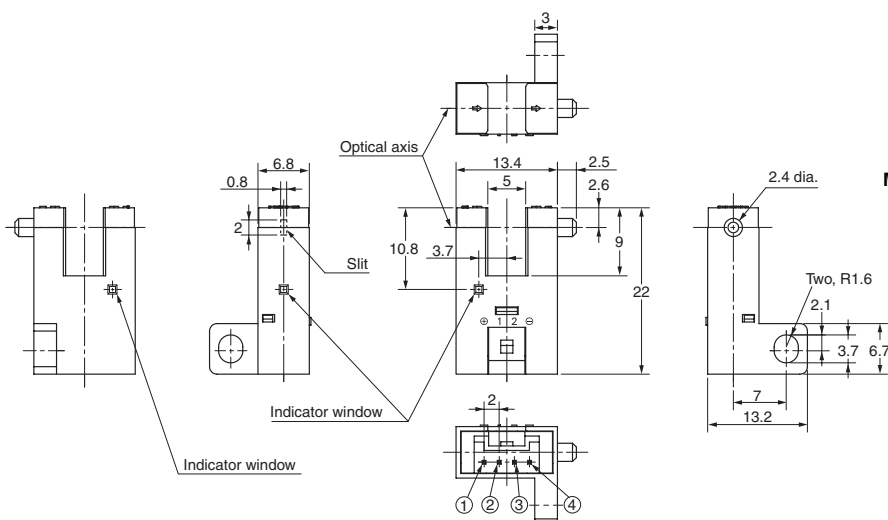 3
Optical axis
6.8
13.4
2.5
0.8
5
2.6
2.4 dia.
M
2
10.8
3.7
9
Slit
22
Two, R1.6
2.1
⊕ 1 2 ⊖
3.7
6.7
7
13.2
Indicator window
2
Indicator window
① ② ③ ④